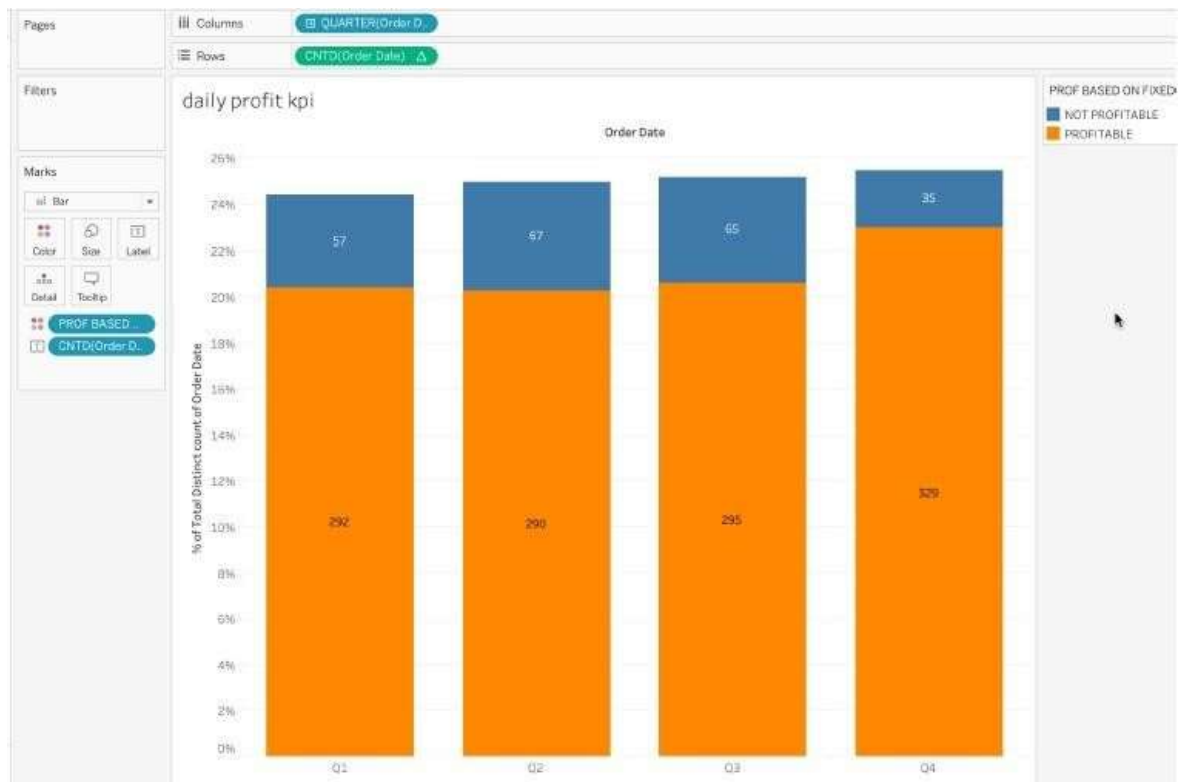 Pages
Columns
QUARTER(Order D..
Rows
CNTD(Order Date)
Filters
daily profit kpi
PROF BASED ON FIXED
NOT PROFITABLE
PROFITABLE
Order Date
Marks
Bar
Color
Size
Label
Detail
Tooltip
PROF BASED ...
CNTD(Order D..
% of Total Distinct count of Order Date
26%
24%
22%
20%
18%
16%
14%
12%
10%
8%
6%
4%
2%
0%
57
67
65
35
292
290
295
329
Q1
Q2
Q3
Q4